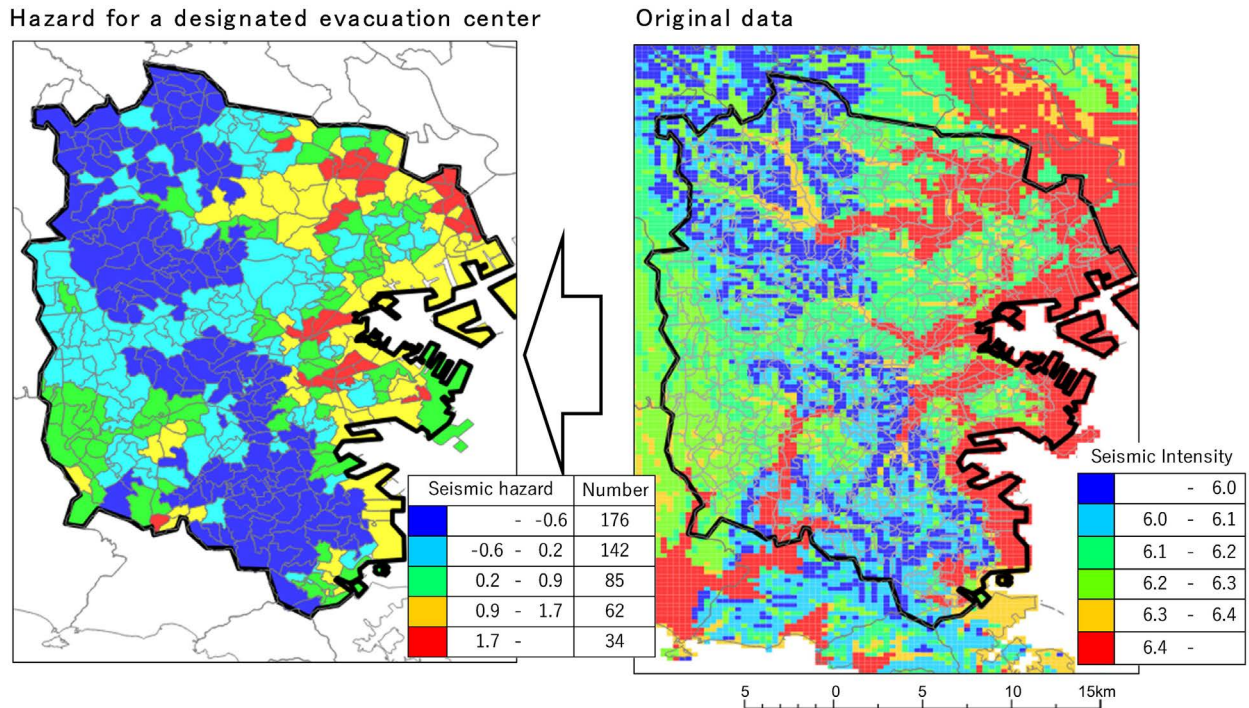 Hazard for a designated evacuation center
Original data
Seismic hazard Number
- -0.6 176
-0.6 - 0.2 142
0.2 - 0.9 85
0.9 - 1.7 62
1.7 - 34
Seismic Intensity
- 6.0
6.0 - 6.1
6.1 - 6.2
6.2 - 6.3
6.3 - 6.4
6.4 -
5 0 5 10 15km